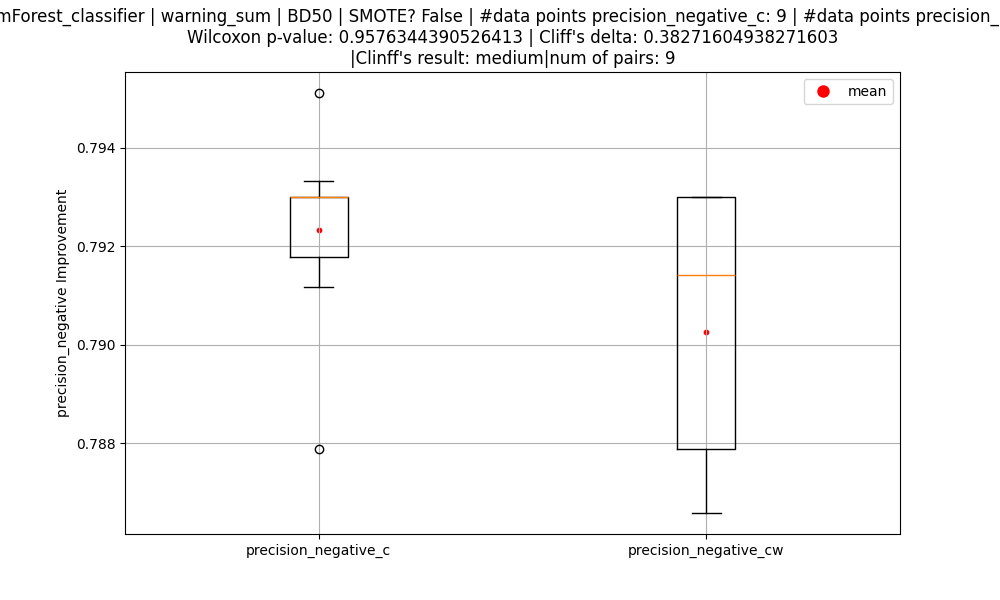 mForest_classifier | warning_sum | BD50 | SMOTE? False | #data points precision_negative_c: 9 | #data points precision_
Wilcoxon p-value: 0.9576344390526413 | Cliff's delta: 0.38271604938271603
|Clinff's result: medium|num of pairs: 9
mean
0.794
0.792
0.790
0.788
precision_negative Improvement
precision_negative_c
precision_negative_cw